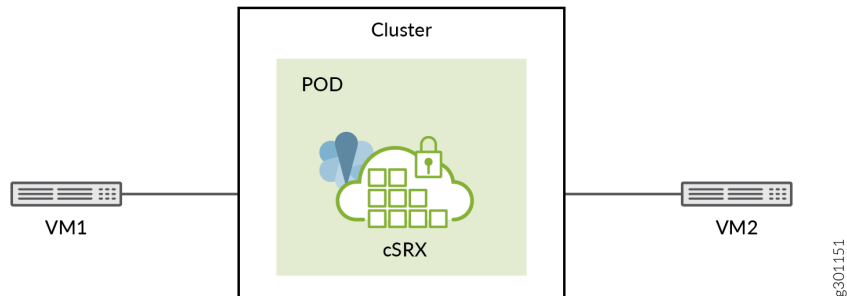 Cluster
POD
cSRX
VM1
VM2
g301151